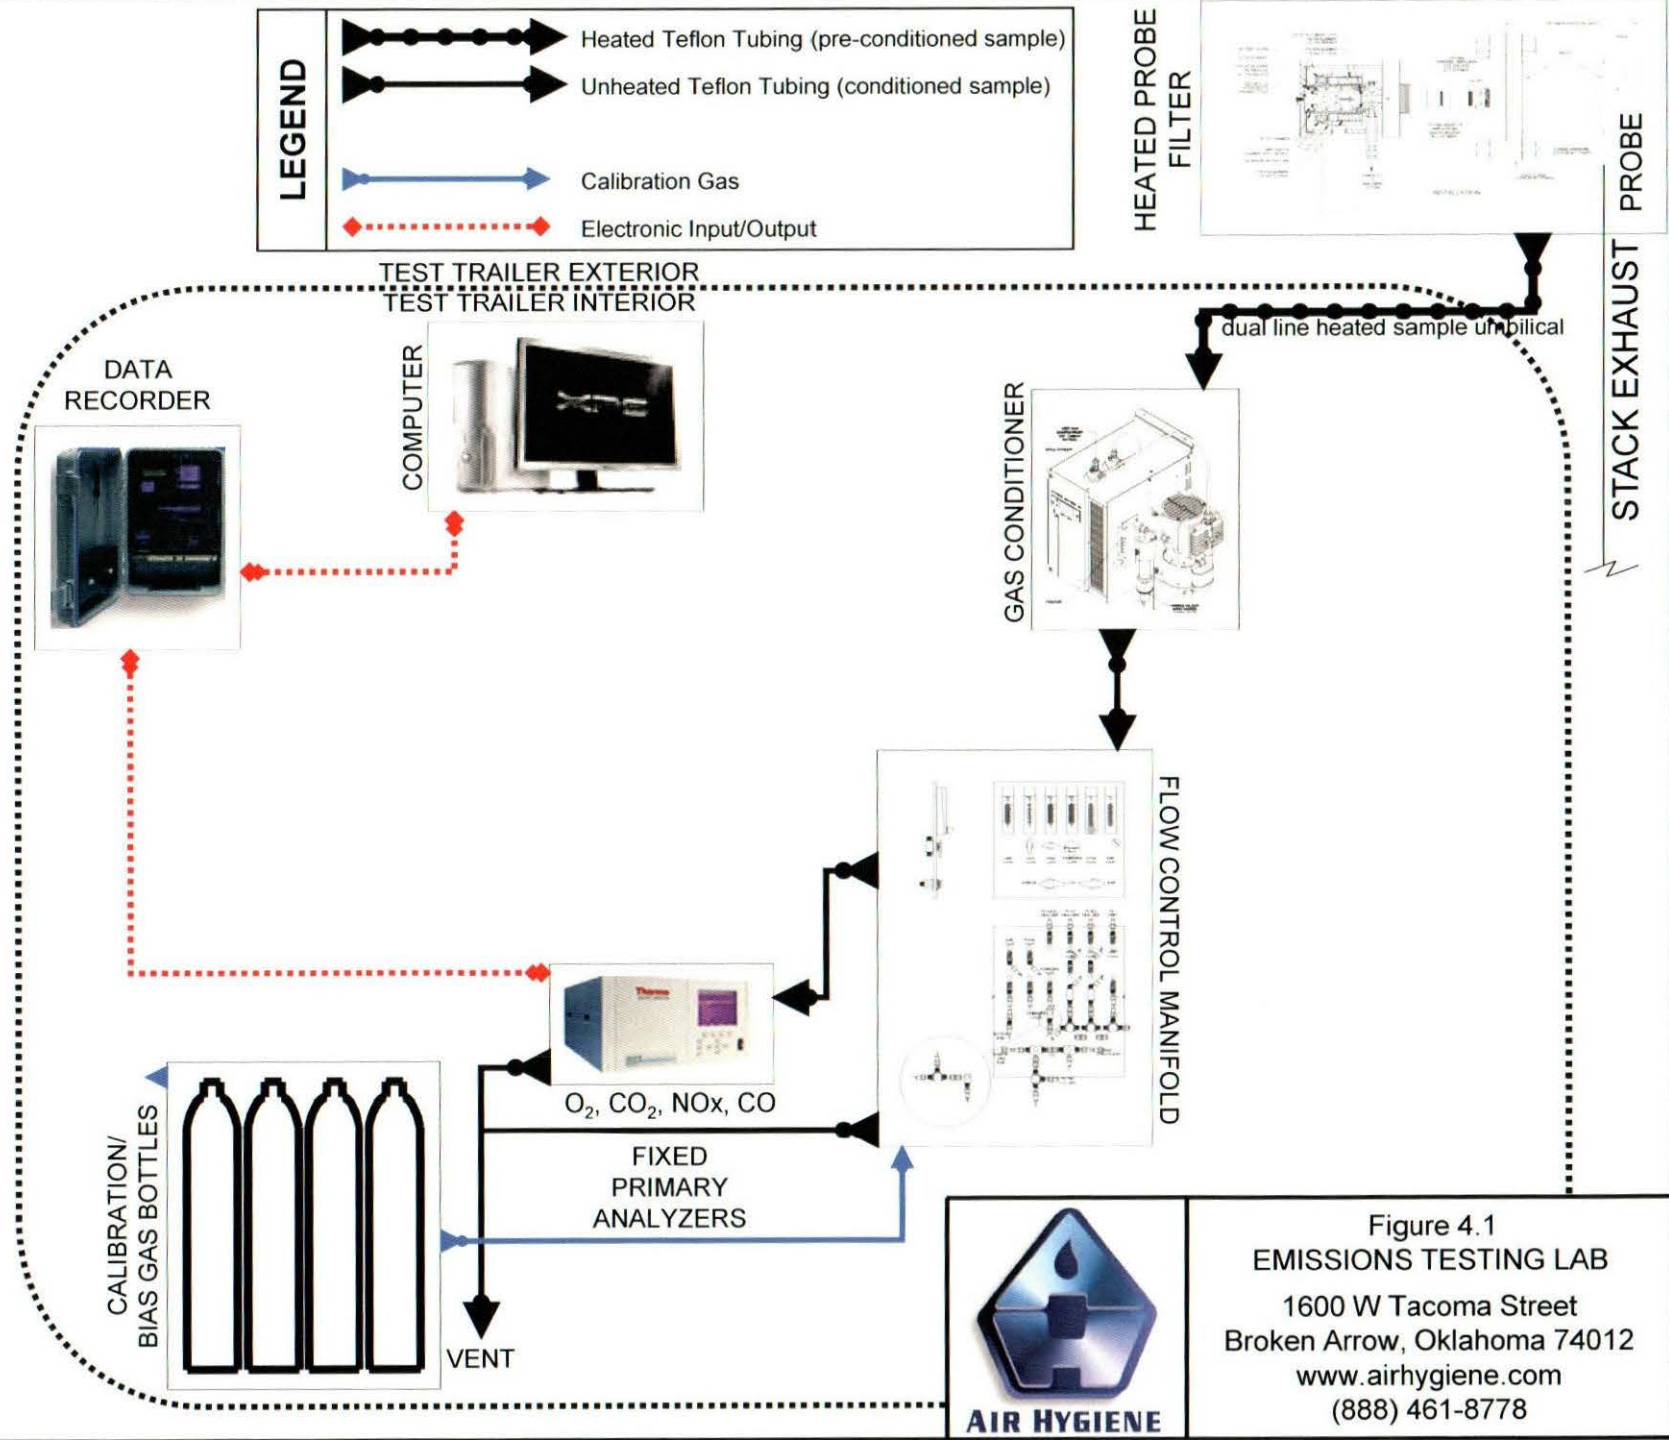 LEGEND
Heated Teflon Tubing (pre-conditioned sample)
Unheated Teflon Tubing (conditioned sample)
Calibration Gas
Electronic Input/Output
HEATED PROBE
FILTER
PROBE
STACK EXHAUST
TEST TRAILER EXTERIOR
TEST TRAILER INTERIOR
dual line heated sample umbilical
DATA
RECORDER
COMPUTER
GAS CONDITIONER
FLOW CONTROL MANIFOLD
Thermo
O₂, CO₂, NOx, CO
FIXED
PRIMARY
ANALYZERS
CALIBRATION/
BIAS GAS BOTTLES
VENT
AIR HYGIENE
Figure 4.1
EMISSIONS TESTING LAB
1600 W Tacoma Street
Broken Arrow, Oklahoma 74012
www.airhygiene.com
(888) 461-8778